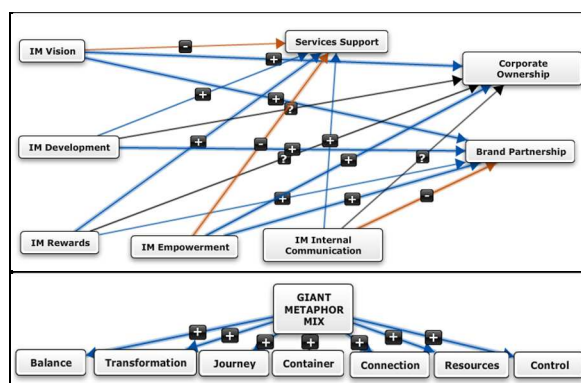 IM Vision
Services Support
Corporate
Ownership
IM Development
Brand Partnership
IM Rewards
IM Empowerment
IM Internal
Communication
-
+
+
+
?
+
-
+
+
?
+
?
+
+
-
GIANT
METAPHOR
MIX
+
+
+
+
+
+
+
Balance
Transformation
Journey
Container
Connection
Resources
Control